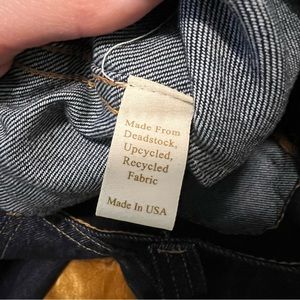 Made From
Deadstock,
Upcycled,
Recycled
Fabric
Made In USA